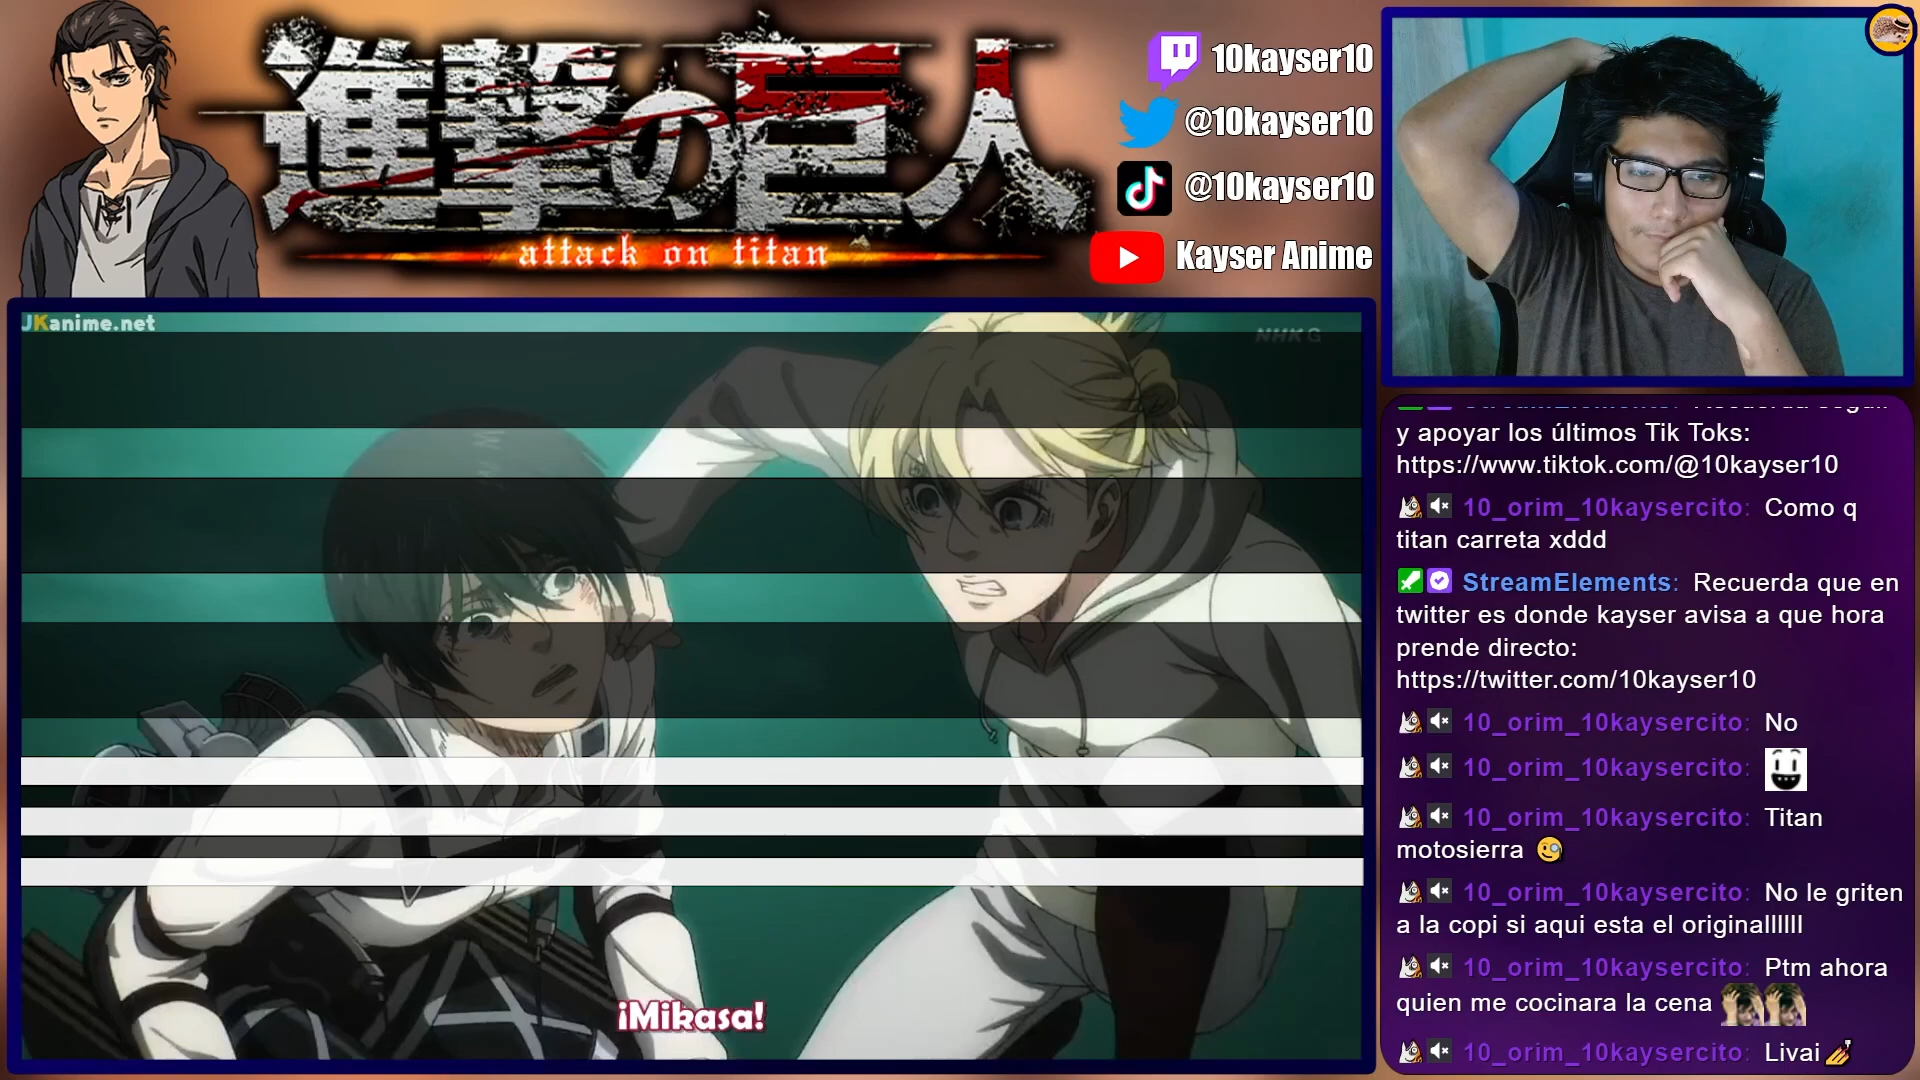 進撃の巨人
attack on titan
10kayser10
@10kayser10
@10kayser10
Kayser Anime
JKanime.net
NHK G
¡Mikasa!
y apoyar los últimos Tik Toks:
https://www.tiktok.com/@10kayser10
10_orim_10kaysercito: Como q
titan carreta xddd
StreamElements: Recuerda que en
twitter es donde kayser avisa a que hora
prende directo:
https://twitter.com/10kayser10
10_orim_10kaysercito: No
10_orim_10kaysercito:
10_orim_10kaysercito: Titan
motosierra
10_orim_10kaysercito: No le griten
a la copi si aqui esta el originallllll
10_orim_10kaysercito: Ptm ahora
quien me cocinara la cena
10_orim_10kaysercito: Livai